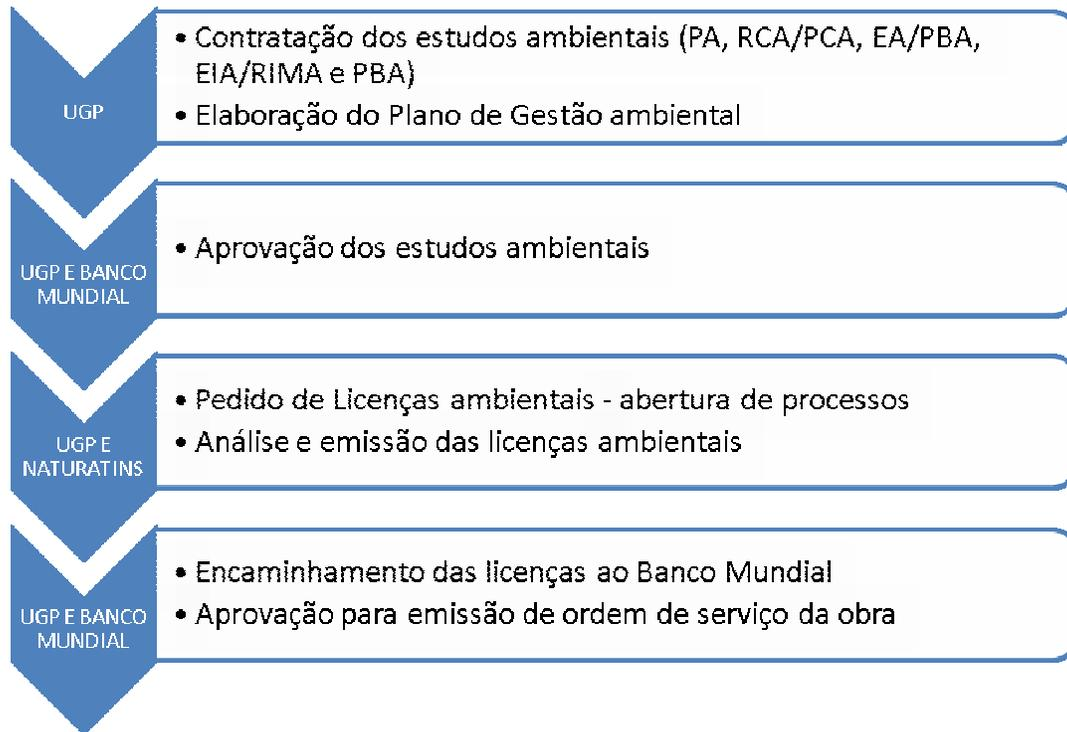 UGP
• Contratação dos estudos ambientais (PA, RCA/PCA, EA/PBA,
EIA/RIMA e PBA)
• Elaboração do Plano de Gestão ambiental
UGP E BANCO
MUNDIAL
• Aprovação dos estudos ambientais
UGP E
NATURATINS
• Pedido de Licenças ambientais - abertura de processos
• Análise e emissão das licenças ambientais
UGP E BANCO
MUNDIAL
• Encaminhamento das licenças ao Banco Mundial
• Aprovação para emissão de ordem de serviço da obra